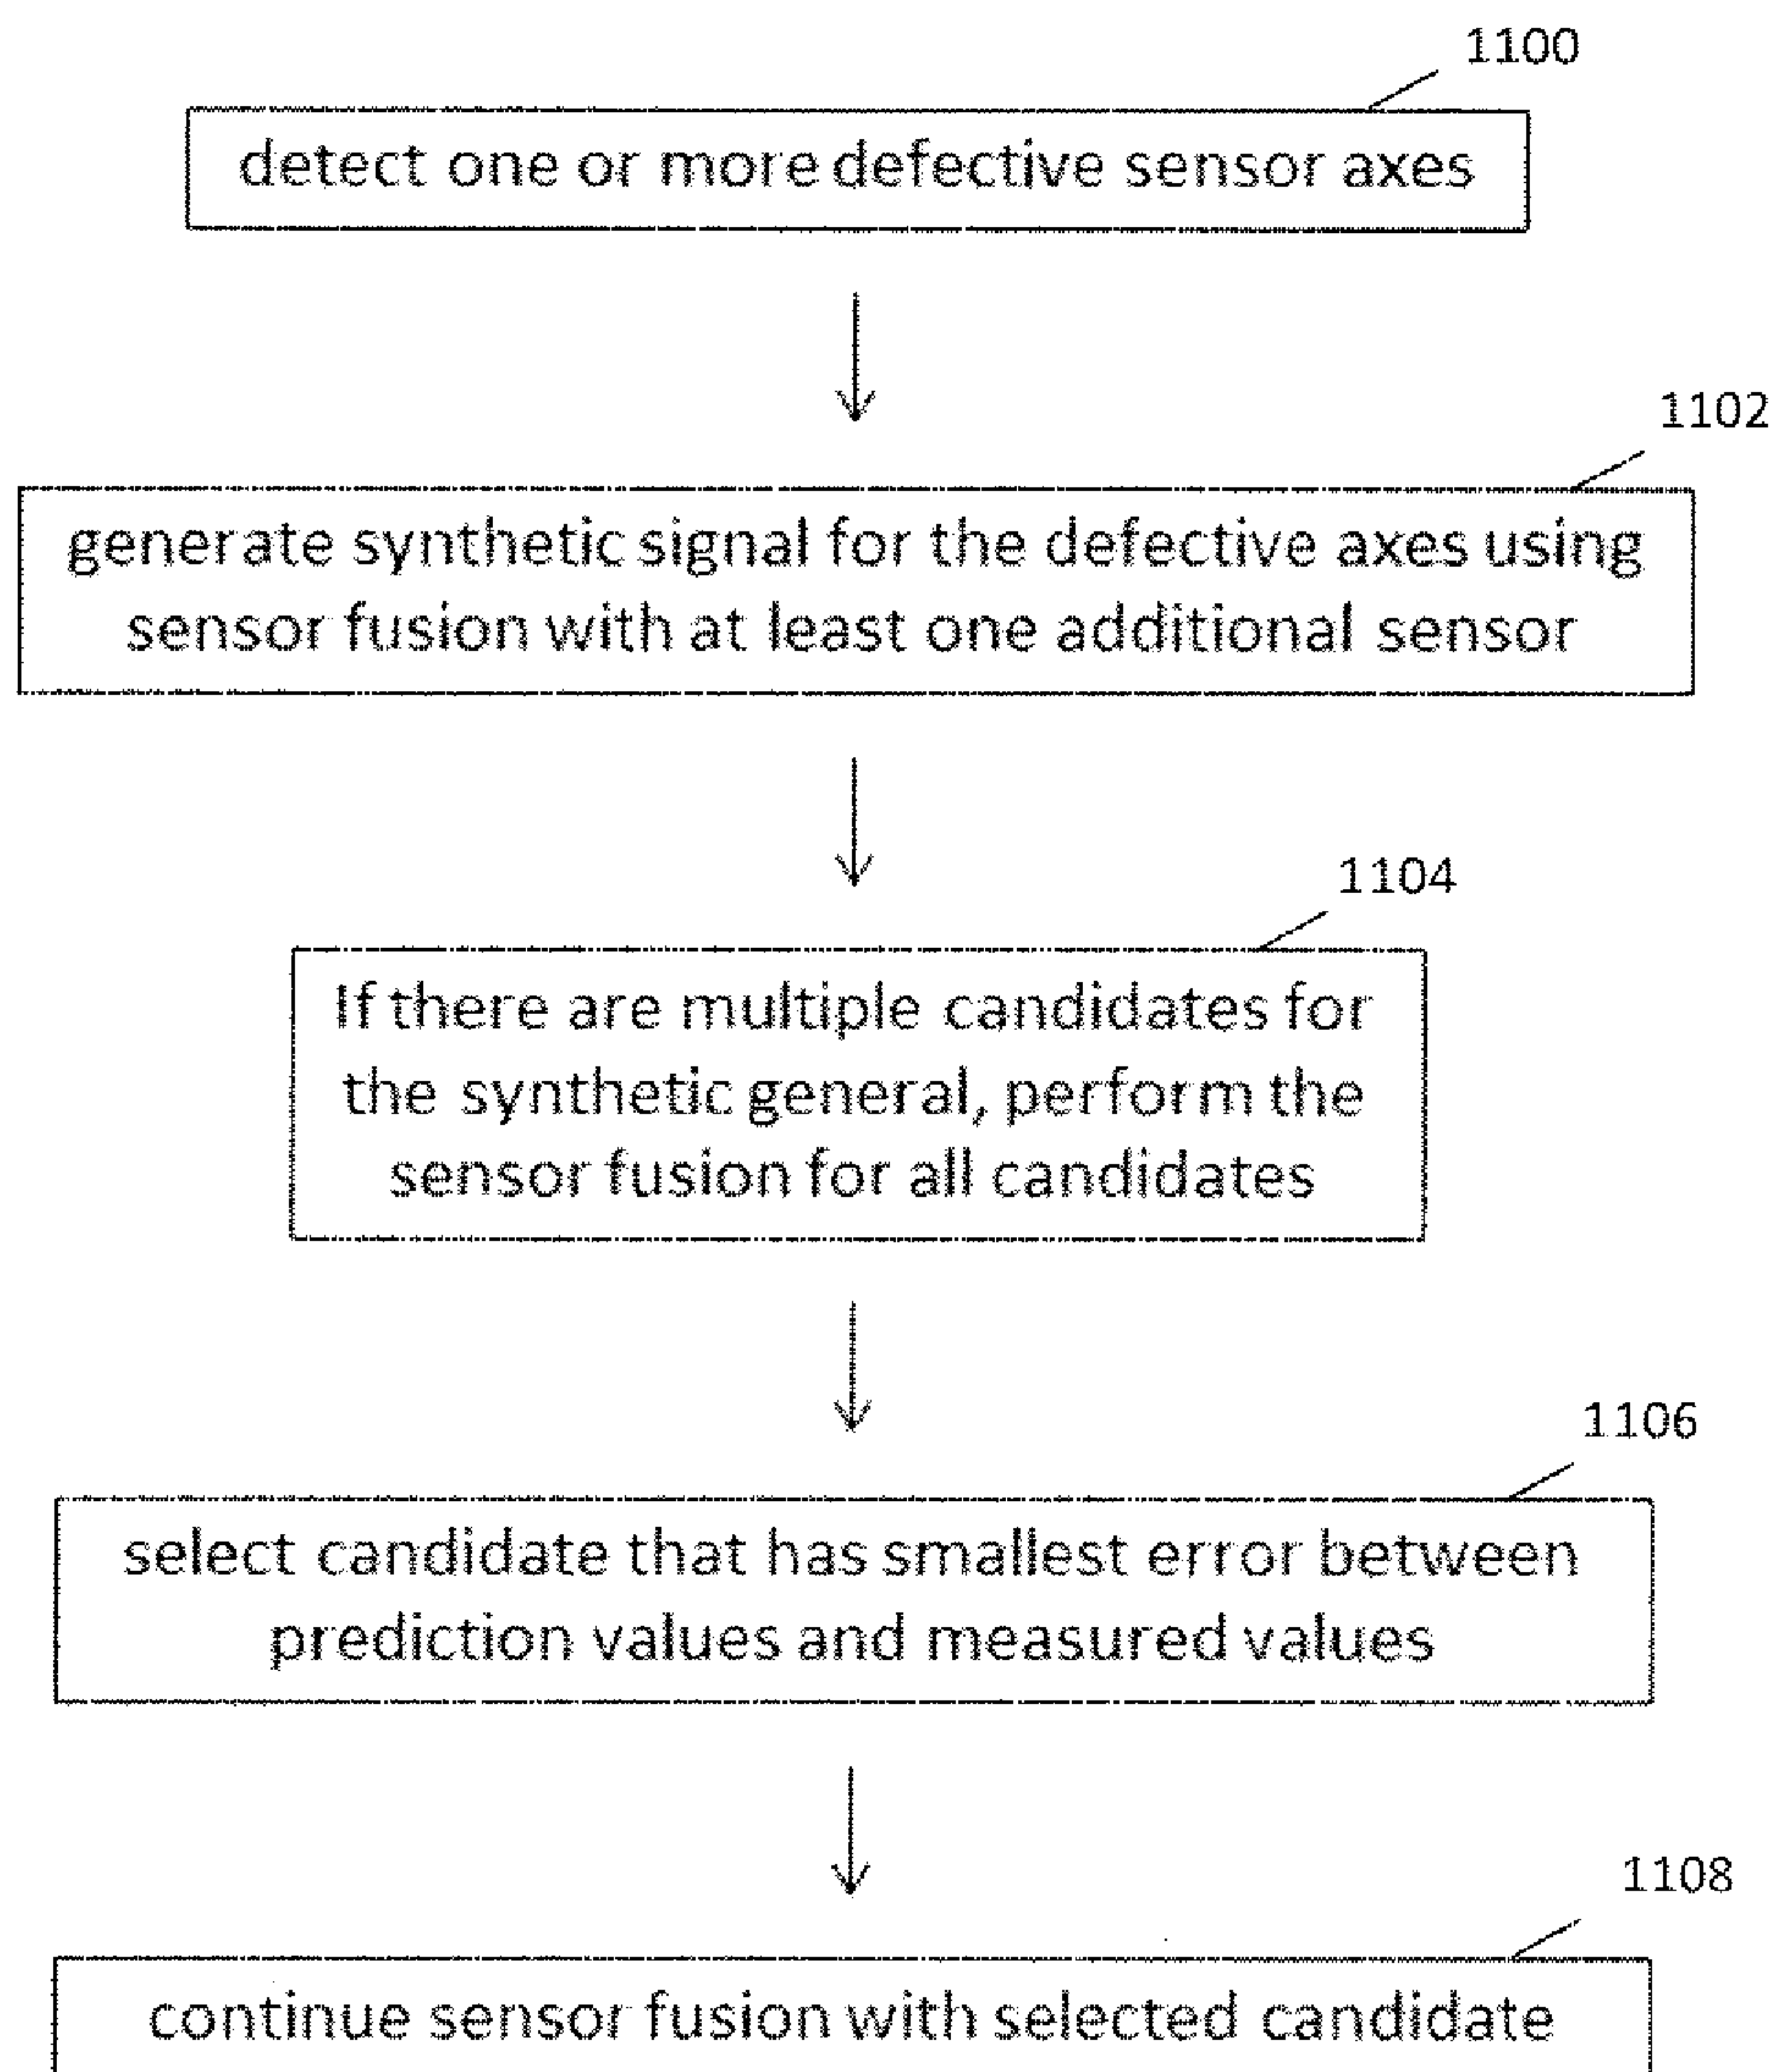 1100
detect one or more defective sensor axes
1102
generate synthetic signal for the defective axes using
sensor fusion with at least one additional sensor
1104
If there are multiple candidates for
the synthetic general, perform the
sensor fusion for all candidates
1106
select candidate that has smallest error between
prediction values and measured values
1108
continue sensor fusion with selected candidate